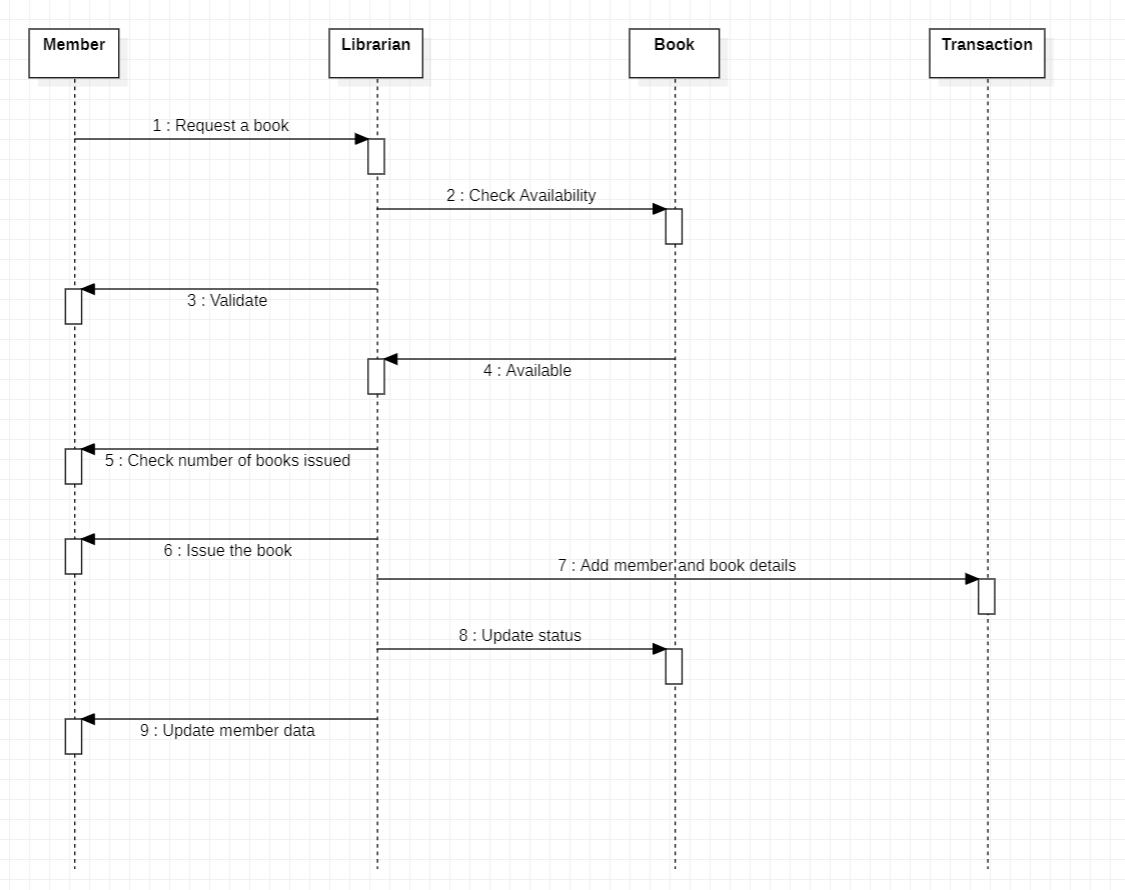 Member
Librarian
Book
Transaction
1 : Request a book
2 : Check Availability
3 : Validate
4 : Available
5 : Check number of books issued
6 : Issue the book
7 : Add member and book details
8 : Update status
9 : Update member data